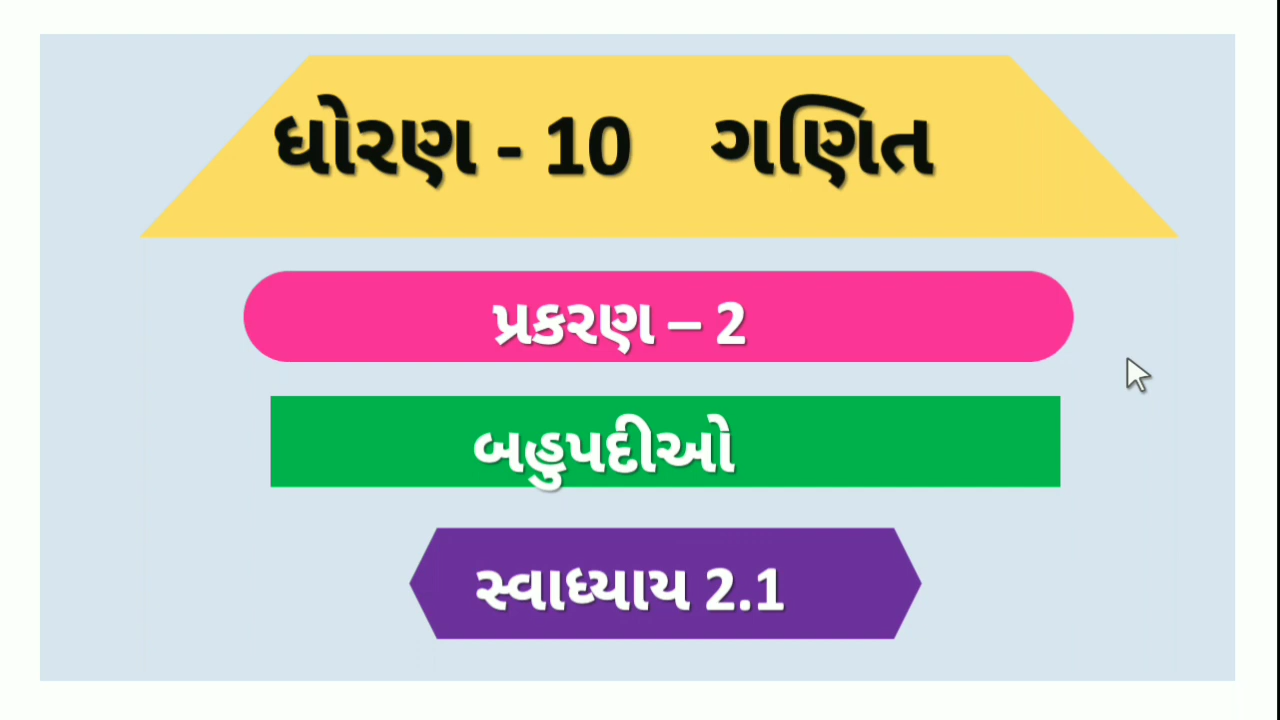 ધોરણ - 10 ગણિત
પ્રકરણ – 2
બહુપદીઓ
સ્વાધ્યાય 2.1